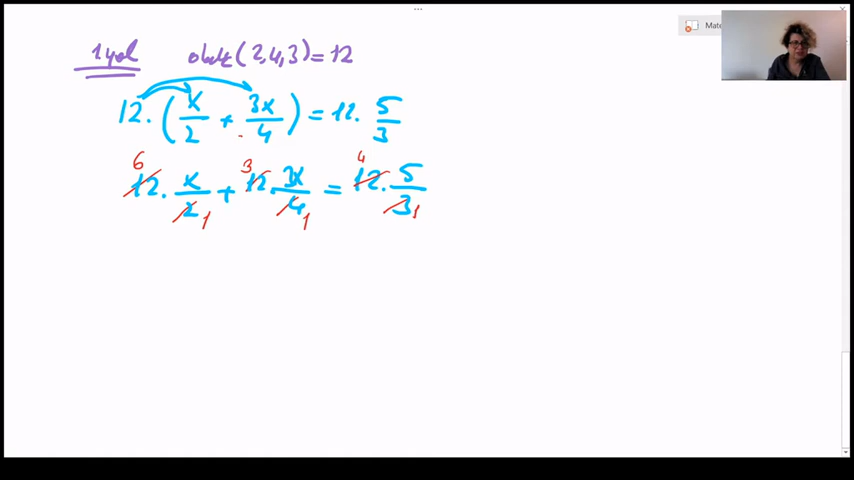 1 yol okek(2,4,3)=12
12.(x/2 + 3x/4) = 12. 5/3
6 3 4
12. x/2 + 12. 3x/4 = 12. 5/3
1 1 1
Mate